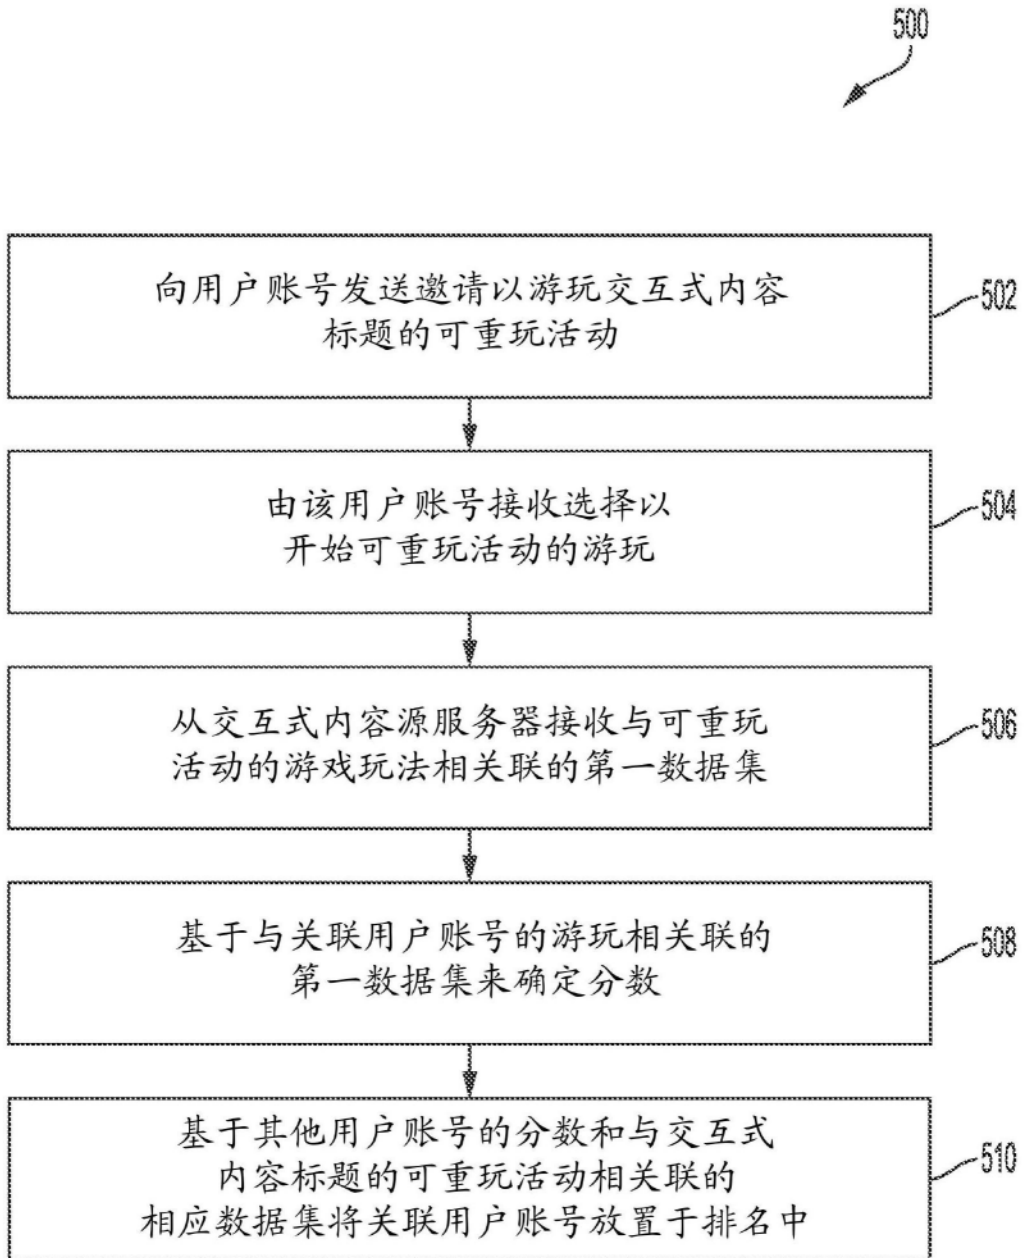 500
向用户账号发送邀请以游玩交互式内容
标题的可重玩活动
502
由该用户账号接收选择以
开始可重玩活动的游玩
504
从交互式内容源服务器接收与可重玩
活动的游戏玩法相关联的第一数据集
506
基于与关联用户账号的游玩相关联的
第一数据集来确定分数
508
基于其他用户账号的分数和与交互式
内容标题的可重玩活动相关联的
相应数据集将关联用户账号放置于排名中
510